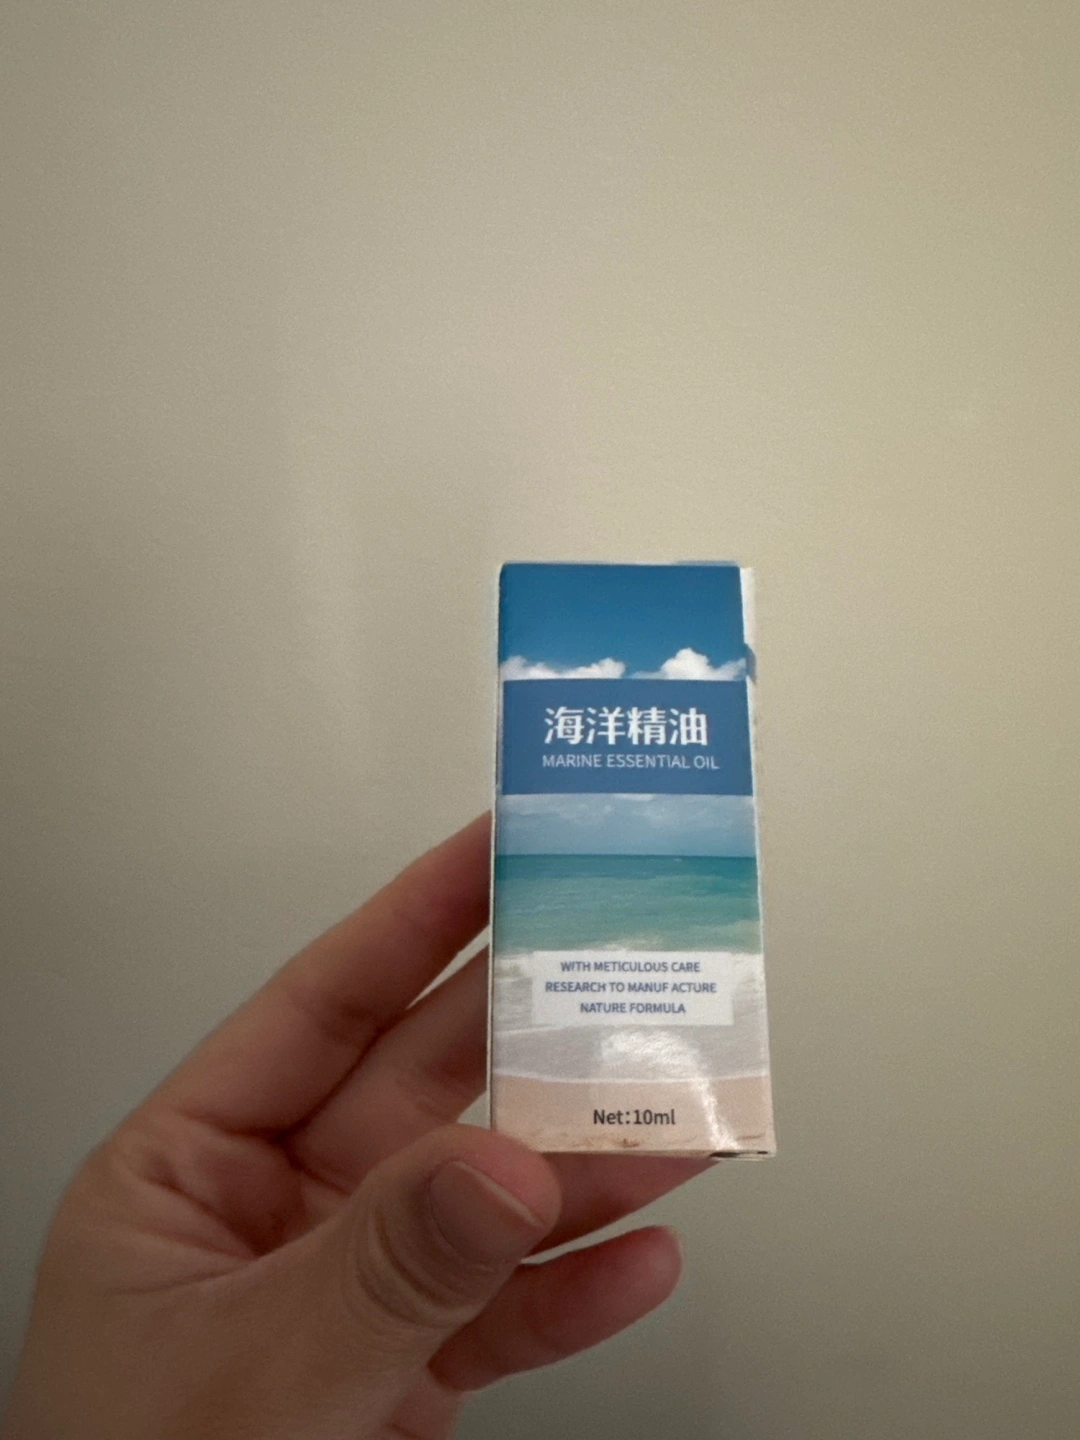 海洋精油
MARINE ESSENTIAL OIL
WITH METICULOUS CARE
RESEARCH TO MANUF ACTURE
NATURE FORMULA
Net:10ml